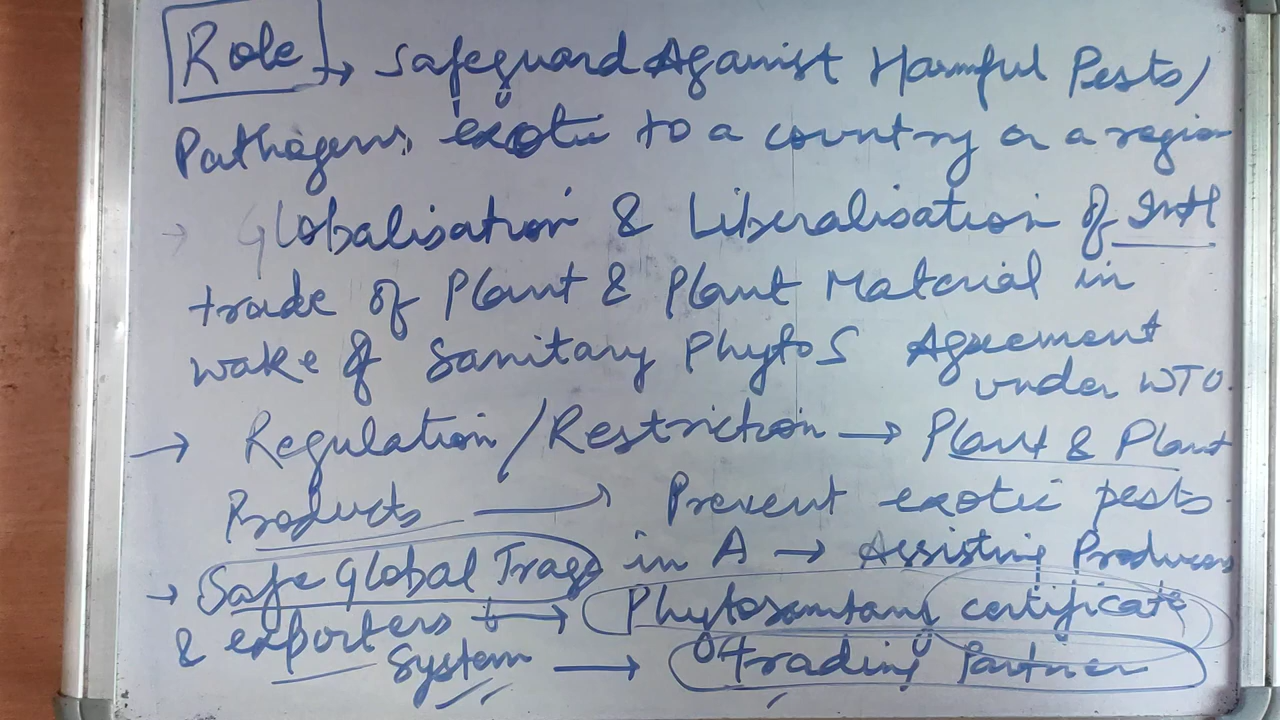 Role → Safeguard Against Harmful Pests/
Pathogens exotic to a country or a region
→ Globalisation & Liberalisation of Intl
trade of Plant & Plant Material in
wake of Sanitary Phyto S Agreement
under WTO.
→ Regulation/Restriction → Plant & Plant
Products → Prevent exotic pests
→ Safe Global Trade in A → Assisting Producers
& exporters → Phytosanitary certificate
System → Trading Partner